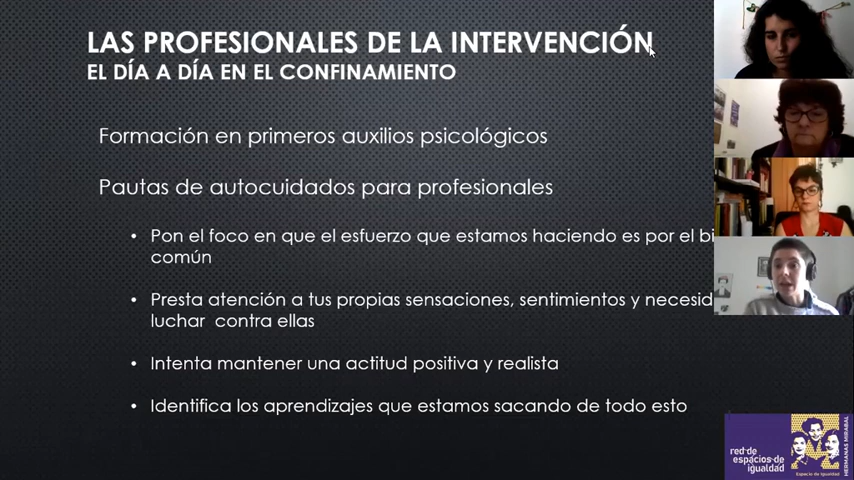 LAS PROFESIONALES DE LA INTERVENCIÓN
EL DÍA A DÍA EN EL CONFINAMIENTO
Formación en primeros auxilios psicológicos
Pautas de autocuidados para profesionales
• Pon el foco en que el esfuerzo que estamos haciendo es por el bi
común
• Presta atención a tus propias sensaciones, sentimientos y necesid
luchar contra ellas
• Intenta mantener una actitud positiva y realista
• Identifica los aprendizajes que estamos sacando de todo esto
red·de
espacios·de
igualdad
Espacio de Igualdad
HERMANAS MIRABAL